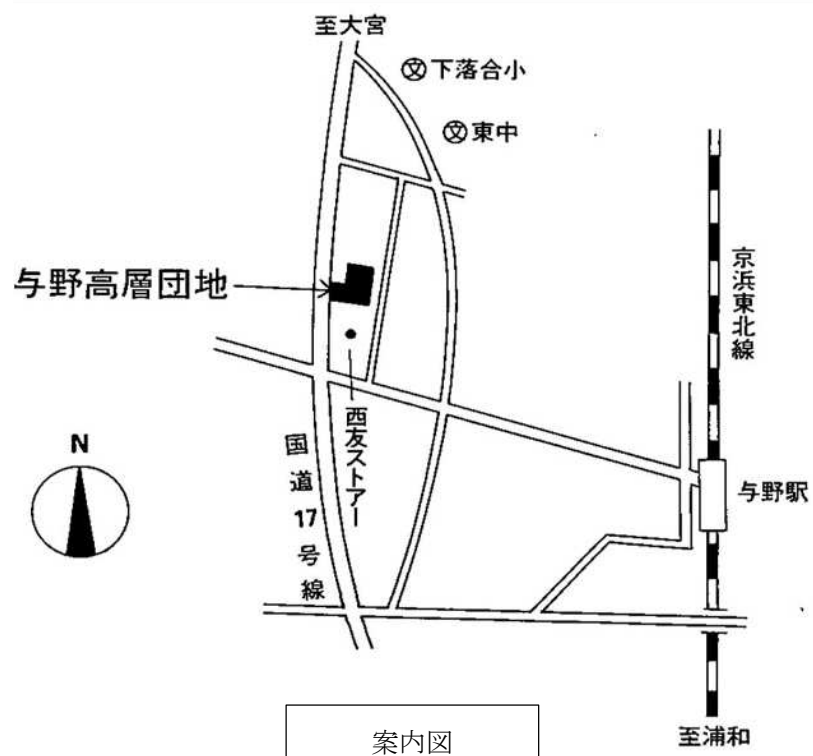 至大宮
文下落合小
文東中
与野高層団地
京浜東北線
西友ストアー
N
国道17号線
与野駅
至浦和
案内図